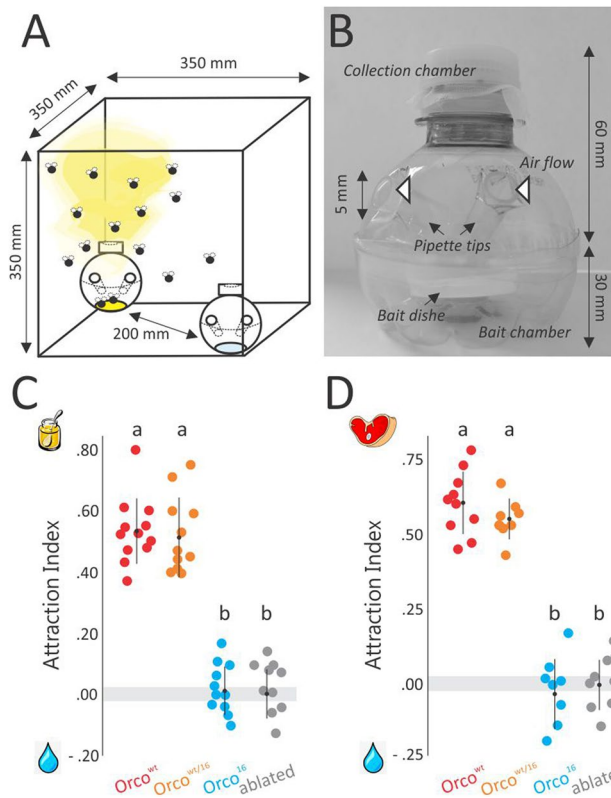 A
350 mm
350 mm
350 mm
200 mm
B
Collection chamber
Air flow
5 mm
Pipette tips
Bait dishe
Bait chamber
60 mm
30 mm
C
a a
b b
.80
.60
.40
.20
.00
- .20
Attraction Index
Orco^wt
Orco^wt/16
Orco^16
ablated
D
a a
b b
.75
.50
.25
.00
-.25
Attraction Index
Orco^wt
Orco^wt/16
Orco^16
ablated